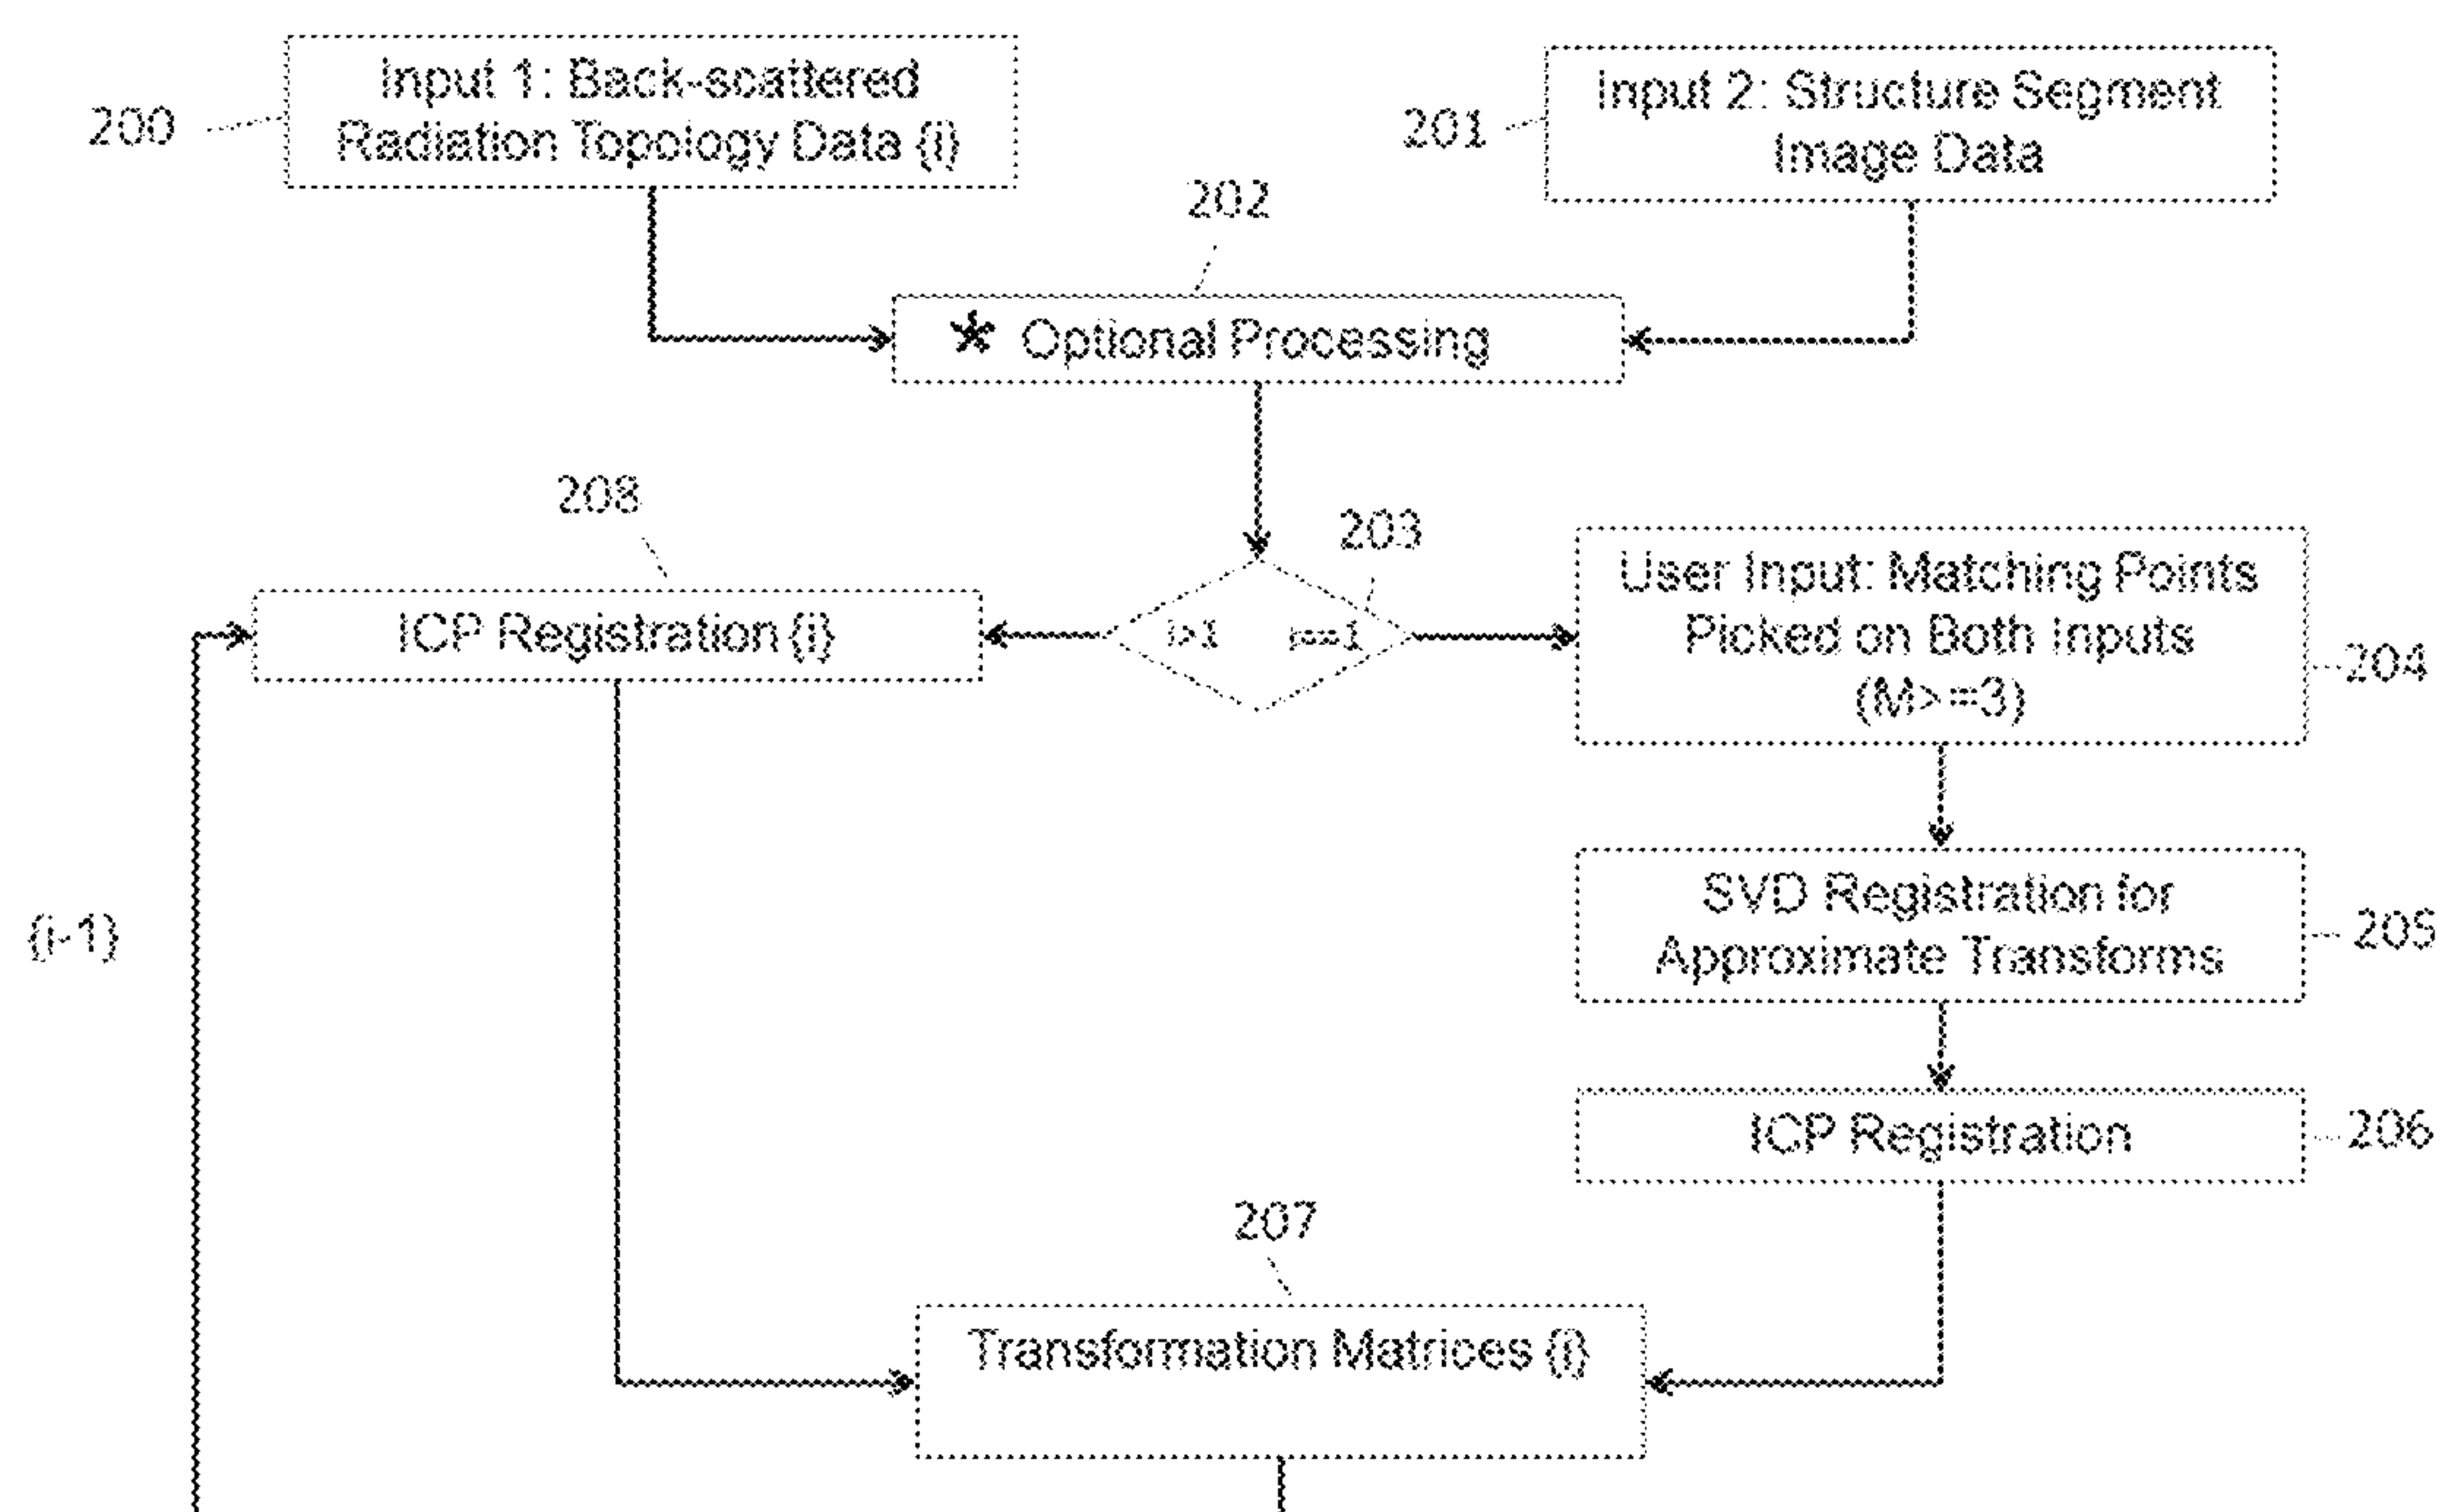 200
Input 1: Back-scattered
Radiation Topology Data {i}
201
Input 2: Structure Segment
Image Data
202
* Optional Processing
208
ICP Registration {i}
203
i>1
i==1
User Input: Matching Points
Picked on Both Inputs
(M>=3)
204
{i-1}
SVD Registration for
Approximate Transforms
205
ICP Registration
206
207
Transformation Matrices {i}